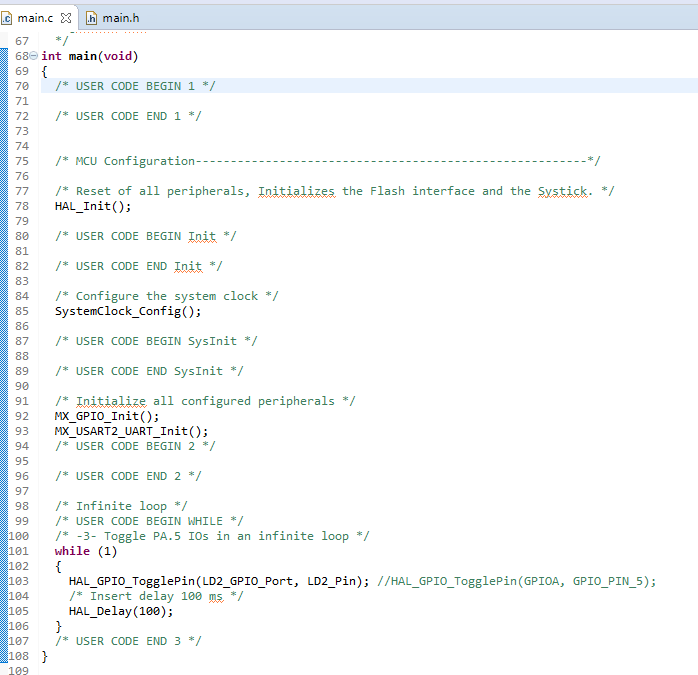 main.c main.h
67 */
68 int main(void)
69 {
70 /* USER CODE BEGIN 1 */
71
72 /* USER CODE END 1 */
73
74
75 /* MCU Configuration--------------------------------------------------------*/
76
77 /* Reset of all peripherals, Initializes the Flash interface and the Systick. */
78 HAL_Init();
79
80 /* USER CODE BEGIN Init */
81
82 /* USER CODE END Init */
83
84 /* Configure the system clock */
85 SystemClock_Config();
86
87 /* USER CODE BEGIN SysInit */
88
89 /* USER CODE END SysInit */
90
91 /* Initialize all configured peripherals */
92 MX_GPIO_Init();
93 MX_USART2_UART_Init();
94 /* USER CODE BEGIN 2 */
95
96 /* USER CODE END 2 */
97
98 /* Infinite loop */
99 /* USER CODE BEGIN WHILE */
100 /* -3- Toggle PA.5 IOs in an infinite loop */
101 while (1)
102 {
103 HAL_GPIO_TogglePin(LD2_GPIO_Port, LD2_Pin); //HAL_GPIO_TogglePin(GPIOA, GPIO_PIN_5);
104 /* Insert delay 100 ms */
105 HAL_Delay(100);
106 }
107 /* USER CODE END 3 */
108 }
109